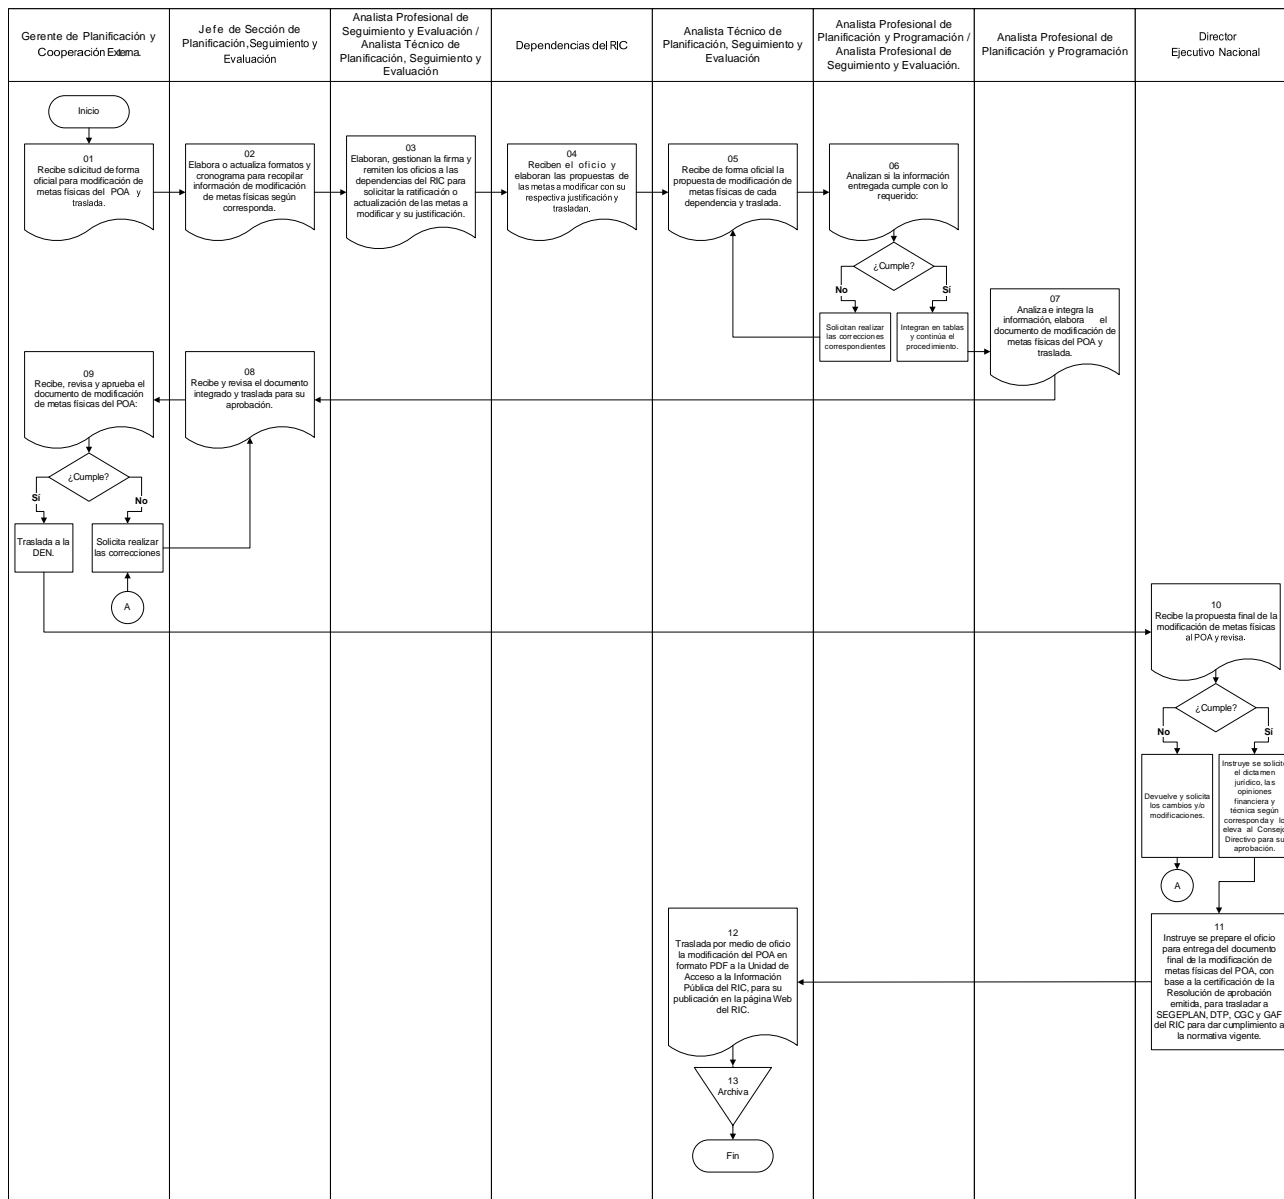 Gerente de Planificación y
Cooperación Externa.
Jefe de Sección de
Planificación, Seguimiento y
Evaluación
Analista Profesional de
Seguimiento y Evaluación /
Analista Técnico de
Planificación, Seguimiento y
Evaluación
Dependencias del RIC
Analista Técnico de
Planificación, Seguimiento y
Evaluación
Analista Profesional de
Planificación y Programación /
Analista Profesional de
Seguimiento y Evaluación.
Analista Profesional de
Planificación y Programación
Director
Ejecutivo Nacional
Inicio
01
Recibe solicitud de forma
oficial para modificación de
metas físicas del POA y
traslada.
02
Elabora o actualiza formatos y
cronograma para recopilar
información de modificación
de metas físicas según
corresponda.
03
Elaboran, gestionan la firma y
remiten los oficios a las
dependencias del RIC para
solicitar la ratificación o
actualización de las metas a
modificar y su justificación.
04
Reciben el oficio y
elaboran las propuestas de
las metas a modificar con su
respectiva justificación y
trasladan.
05
Recibe de forma oficial la
propuesta de modificación de
metas físicas de cada
dependencia y traslada.
06
Analizan si la información
entregada cumple con lo
requerido:
¿Cumple?
No
Sí
Solicitan realizar
las correcciones
correspondientes
Integran en tablas
y continúa el
procedimiento.
07
Analiza e integra la
información, elabora el
documento de modificación de
metas físicas del POA y
traslada.
08
Recibe y revisa el documento
integrado y traslada para su
aprobación.
09
Recibe, revisa y aprueba el
documento de modificación
de metas físicas del POA:
¿Cumple?
Sí
No
Traslada a la
DEN.
Solicita realizar
las correcciones
A
10
Recibe la propuesta final de la
modificación de metas físicas
al POA y revisa.
¿Cumple?
No
Sí
Devuelve y solicita
los cambios y/o
modificaciones.
Instruye se solicite
el dictamen
jurídico, las
opiniones
financiera y
técnica según
corresponda y lo
eleva al Consejo
Directivo para su
aprobación.
A
11
Instruye se prepare el oficio
para entrega del documento
final de la modificación de
metas físicas del POA, con
base a la certificación de la
Resolución de aprobación
emitida, para trasladar a
SEGEPLAN, DTP, CGC y GAF
del RIC para dar cumplimiento a
la normativa vigente.
12
Traslada por medio de oficio
la modificación del POA en
formato PDF a la Unidad de
Acceso a la Información
Pública del RIC, para su
publicación en la página Web
del RIC.
13
Archiva
Fin